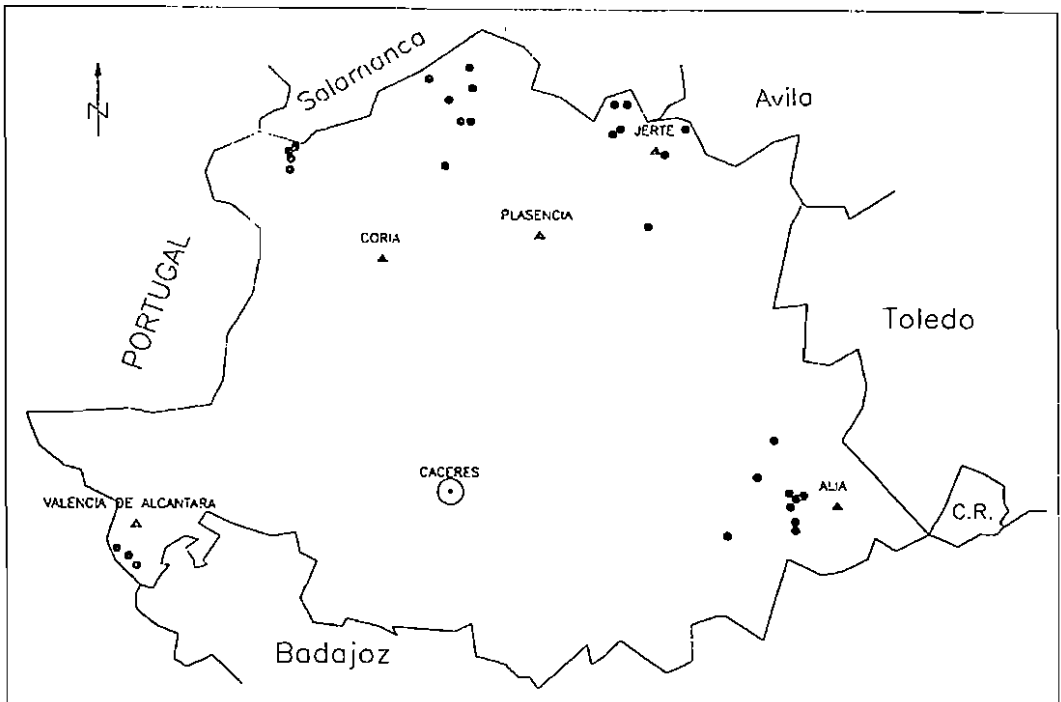 Salamanca
Avila
JERTE
PLASENCIA
CORIA
PORTUGAL
Toledo
CACERES
ALIA
C.R.
VALENCIA DE ALCANTARA
Badajoz
N